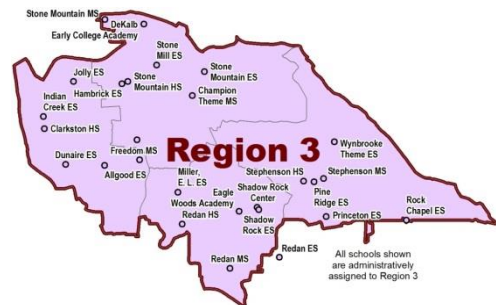 Stone Mountain MS
DeKalb
Early College Academy
Stone
Mill ES
Jolly ES
Hambrick ES
Stone
Mountain HS
Stone
Mountain ES
Champion
Theme MS
Indian
Creek ES
Clarkston HS
Dunaire ES
Allgood ES
Freedom MS
Region 3
Wynbrooke
Theme ES
Stephenson HS
Stephenson MS
Miller,
E. L. ES
Eagle
Woods Academy
Shadow Rock
Center
Shadow
Rock ES
Pine
Ridge ES
Princeton ES
Rock
Chapel ES
Redan HS
Redan MS
Redan ES
All schools shown
are administratively
assigned to Region 3